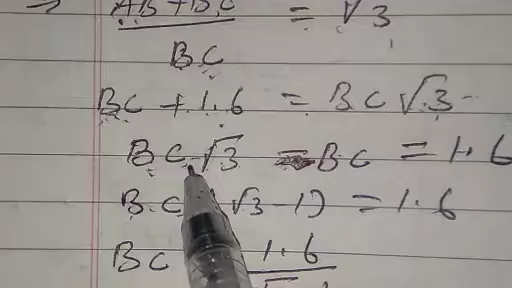 ⇒ AB + BC / BC = √3
BC + 1.6 = BC√3
BC√3 - BC = 1.6
BC (√3 - 1) = 1.6
BC 1.6